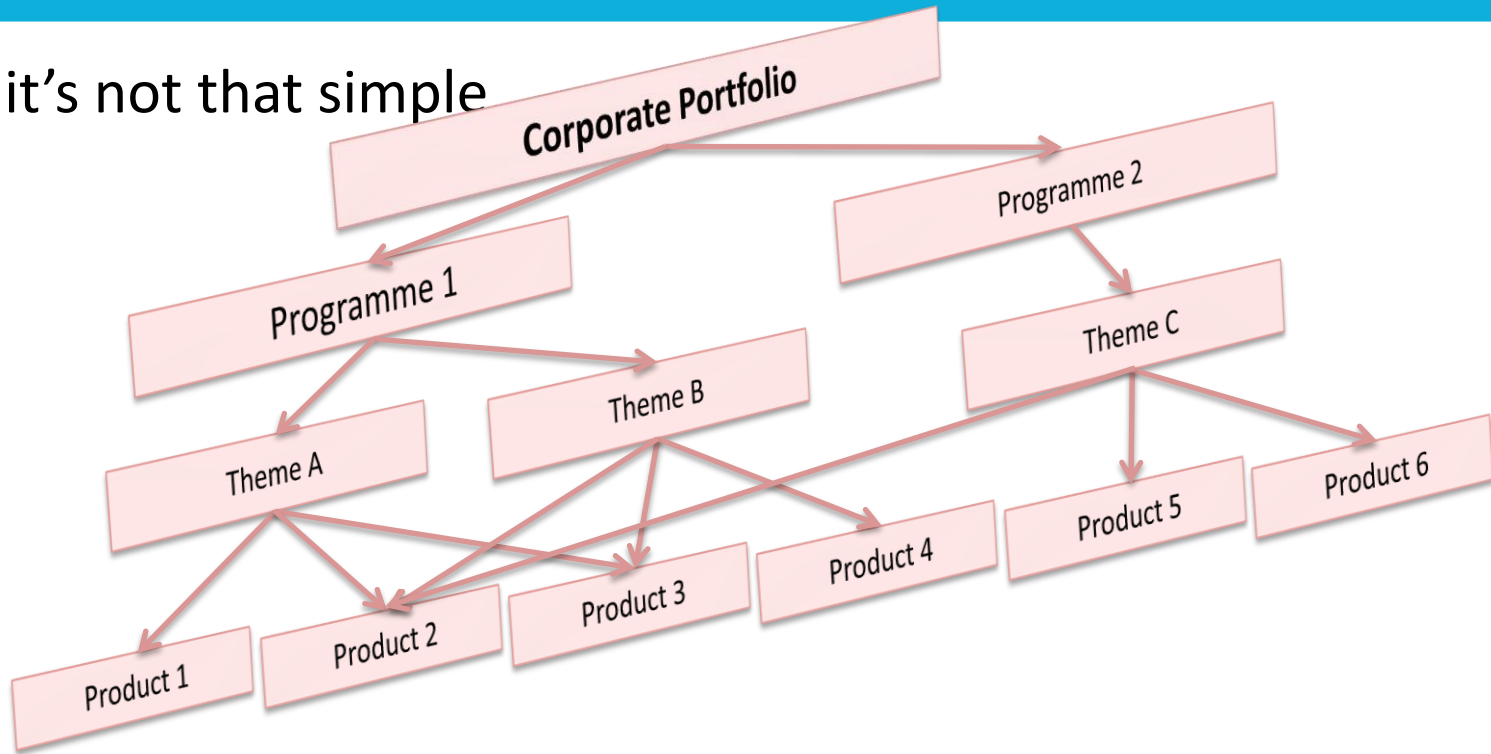 it’s not that simple
Corporate Portfolio
Programme 2
Programme 1
Theme C
Theme B
Theme A
Product 6
Product 5
Product 4
Product 3
Product 2
Product 1